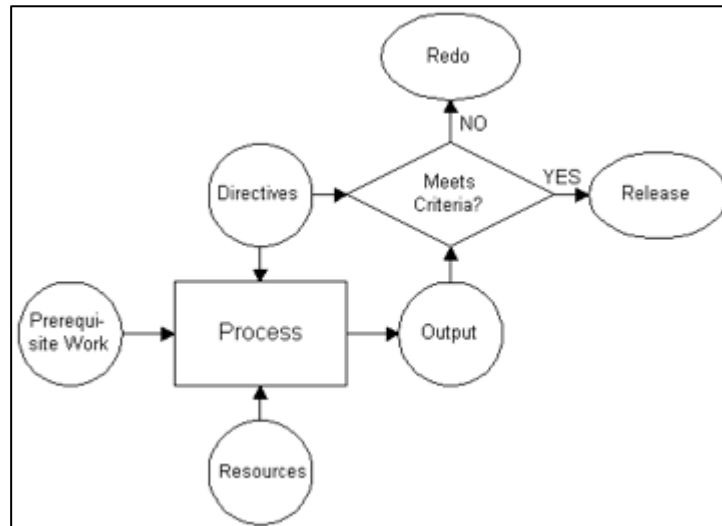 Redo
NO
Directives
Meets
Criteria?
YES
Release
Prerequi-
site Work
Process
Output
Resources